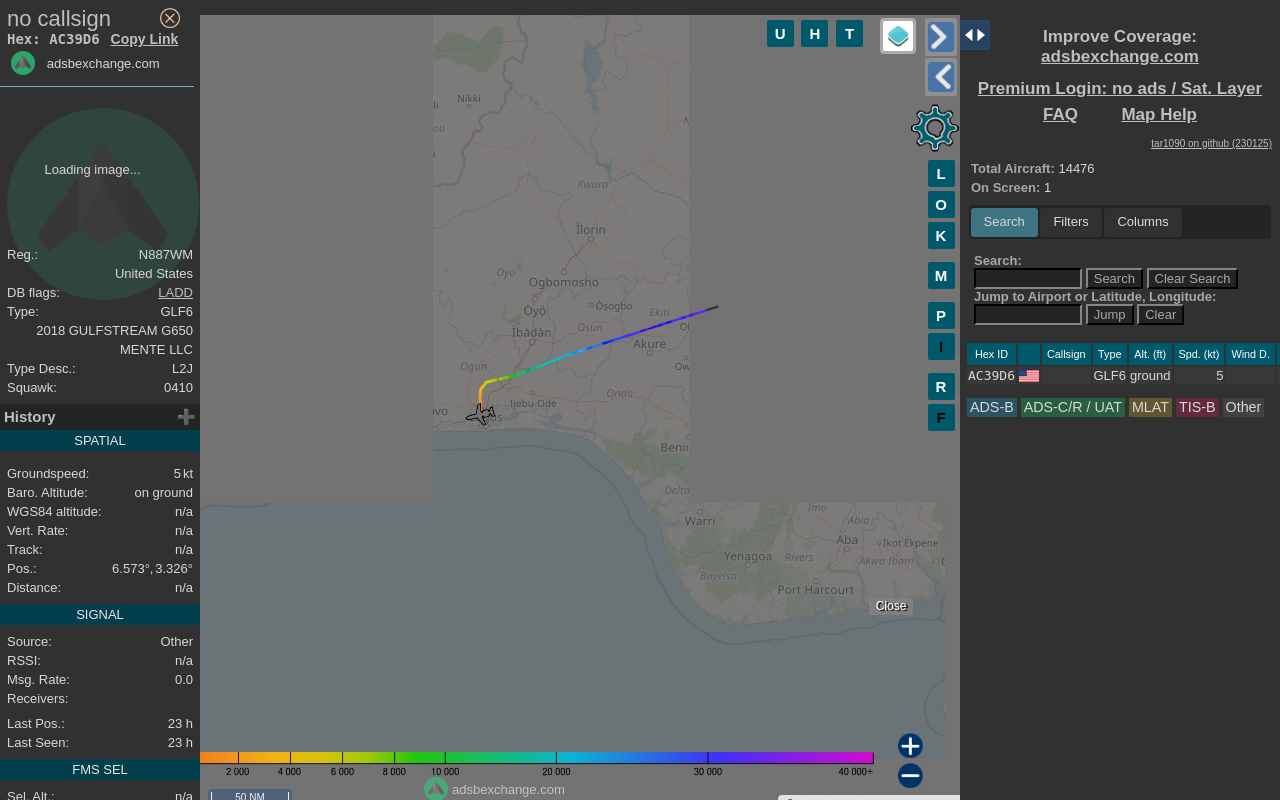 no callsign
Hex: AC39D6 Copy Link
adsbexchange.com
Loading image...
Reg.: N887WM
United States
DB flags: LADD
Type: GLF6
2018 GULFSTREAM G650
MENTE LLC
Type Desc.: L2J
Squawk: 0410
History
SPATIAL
Groundspeed: 5 kt
Baro. Altitude: on ground
WGS84 altitude: n/a
Vert. Rate: n/a
Track: n/a
Pos.: 6.573°, 3.326°
Distance: n/a
SIGNAL
Source: Other
RSSI: n/a
Msg. Rate: 0.0
Receivers:
Last Pos.: 23 h
Last Seen: 23 h
FMS SEL
Sel. Alt.: n/a
U H T
L
O
K
M
P
I
R
F
Nikki
Kwara
Ìlorin
Oyo
Ogbomosho
Ọ̀yọ́
Òṣogbo
Ekiti
Osun
Ìbàdàn
Akure
Ogun
Ondo
Ijebu-Ode
Benin
Delta
Warri
Imo
Abia
Aba
Ikot Ekpene
Yenagoa
Rivers
Akwa Ibom
Bayelsa
Port Harcourt
Close
2 000 4 000 6 000 8 000 10 000 20 000 30 000 40 000+
adsbexchange.com
50 NM
Improve Coverage:
adsbexchange.com
Premium Login: no ads / Sat. Layer
FAQ Map Help
tar1090 on github (230125)
Total Aircraft: 14476
On Screen: 1
Search Filters Columns
Search:
Search Clear Search
Jump to Airport or Latitude, Longitude:
Jump Clear
Hex ID Callsign Type Alt. (ft) Spd. (kt) Wind D.
AC39D6 GLF6 ground 5
ADS-B ADS-C/R / UAT MLAT TIS-B Other